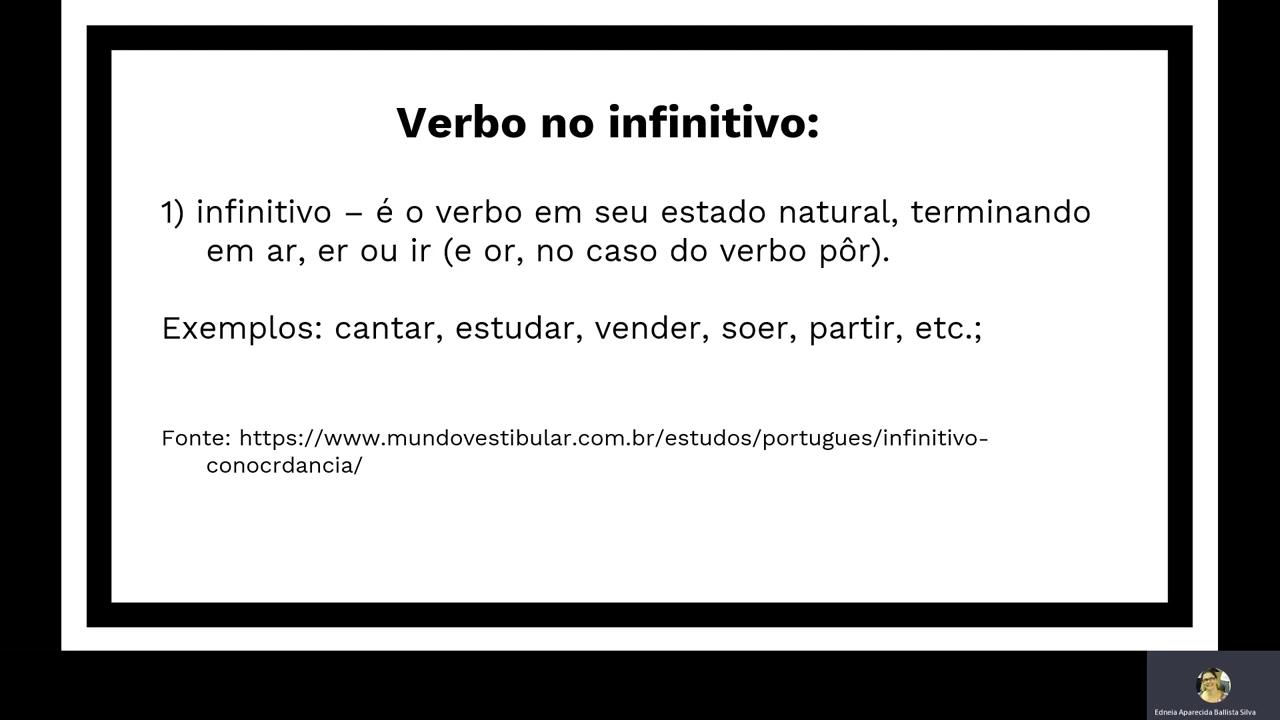 Verbo no infinitivo:
1) infinitivo – é o verbo em seu estado natural, terminando
em ar, er ou ir (e or, no caso do verbo pôr).
Exemplos: cantar, estudar, vender, soer, partir, etc.;
Fonte: https://www.mundovestibular.com.br/estudos/portugues/infinitivo-
conocrdancia/
Edneia Aparecida Ballista Silva